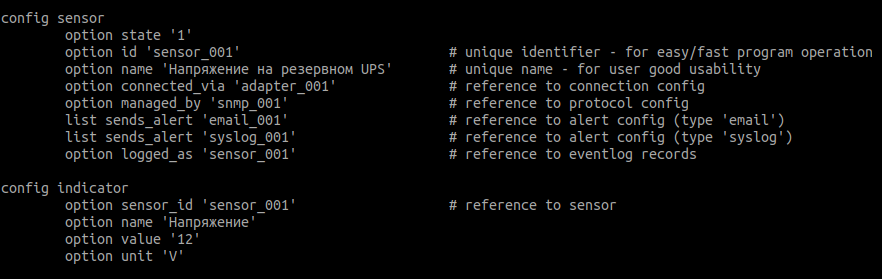 config sensor
        option state '1'
        option id 'sensor_001'                          # unique identifier - for easy/fast program operation
        option name 'Напряжение на резервном UPS'       # unique name - for user good usability
        option connected_via 'adapter_001'              # reference to connection config
        option managed_by 'snmp_001'                    # reference to protocol config
        list sends_alert 'email_001'                    # reference to alert config (type 'email')
        list sends_alert 'syslog_001'                   # reference to alert config (type 'syslog')
        option logged_as 'sensor_001'                   # reference to eventlog records

config indicator
        option sensor_id 'sensor_001'                   # reference to sensor
        option name 'Напряжение'
        option value '12'
        option unit 'V'